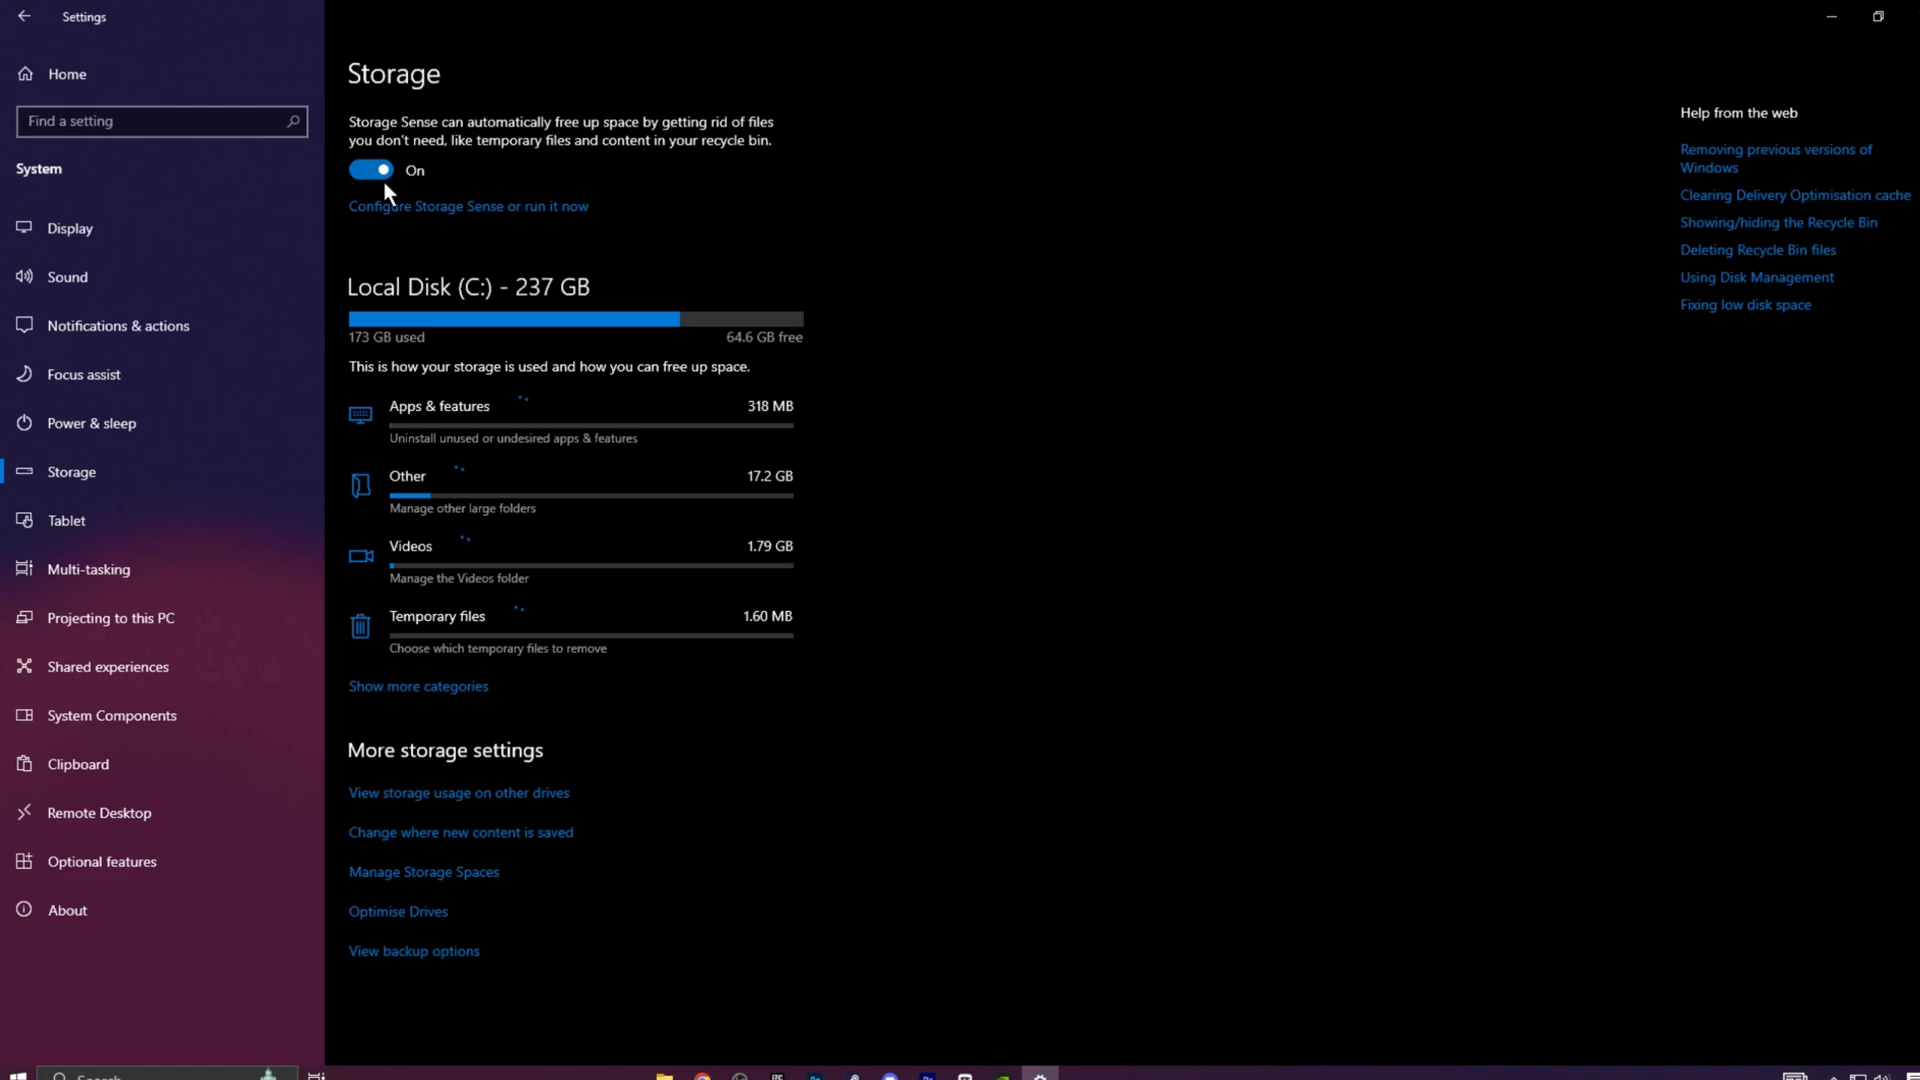 Settings
Home
Find a setting
System
Display
Sound
Notifications & actions
Focus assist
Power & sleep
Storage
Tablet
Multi-tasking
Projecting to this PC
Shared experiences
System Components
Clipboard
Remote Desktop
Optional features
About
Storage
Storage Sense can automatically free up space by getting rid of files
you don't need, like temporary files and content in your recycle bin.
On
Configure Storage Sense or run it now
Local Disk (C:) - 237 GB
173 GB used
64.6 GB free
This is how your storage is used and how you can free up space.
Apps & features
318 MB
Uninstall unused or undesired apps & features
Other
17.2 GB
Manage other large folders
Videos
1.79 GB
Manage the Videos folder
Temporary files
1.60 MB
Choose which temporary files to remove
Show more categories
More storage settings
View storage usage on other drives
Change where new content is saved
Manage Storage Spaces
Optimise Drives
View backup options
Help from the web
Removing previous versions of
Windows
Clearing Delivery Optimisation cache
Showing/hiding the Recycle Bin
Deleting Recycle Bin files
Using Disk Management
Fixing low disk space
Search